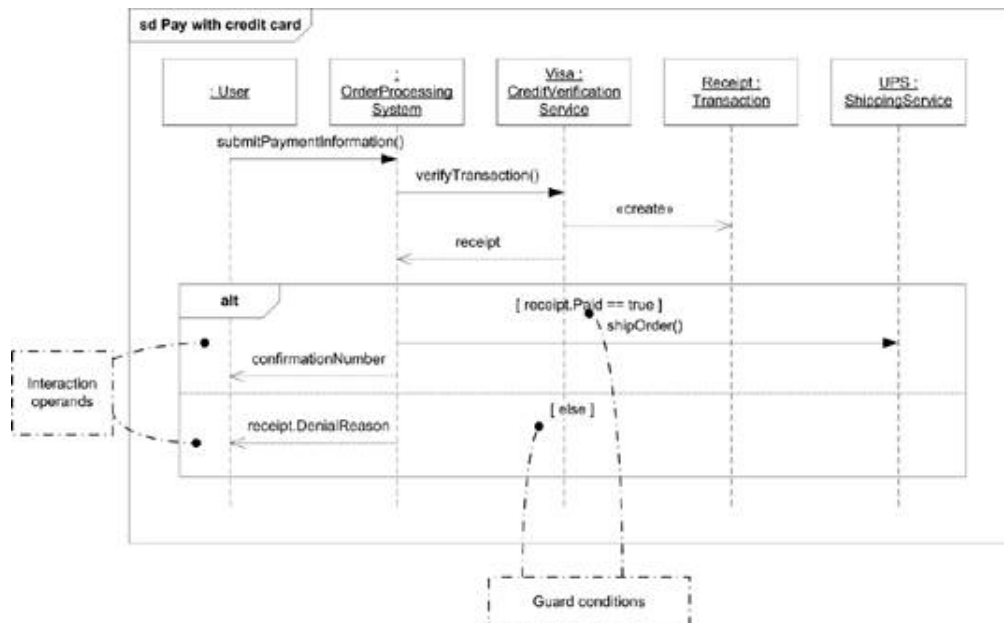 sd Pay with credit card
: User
:
OrderProcessing
System
Visa :
CreditVerification
Service
Receipt :
Transaction
UPS :
ShippingService
submitPaymentInformation()
verifyTransaction()
«create»
receipt
alt
[ receipt.Paid == true ]
shipOrder()
confirmationNumber
Interaction
operands
[ else ]
receipt.DenialReason
Guard conditions